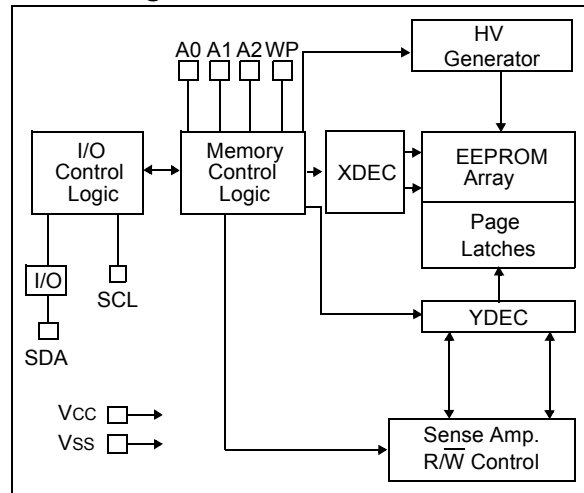 A0 A1 A2 WP
HV
Generator
I/O
Control
Logic
Memory
Control
Logic
XDEC
EEPROM
Array
Page
Latches
I/O
SCL
SDA
YDEC
VCC
VSS
Sense Amp.
R/W̅ Control